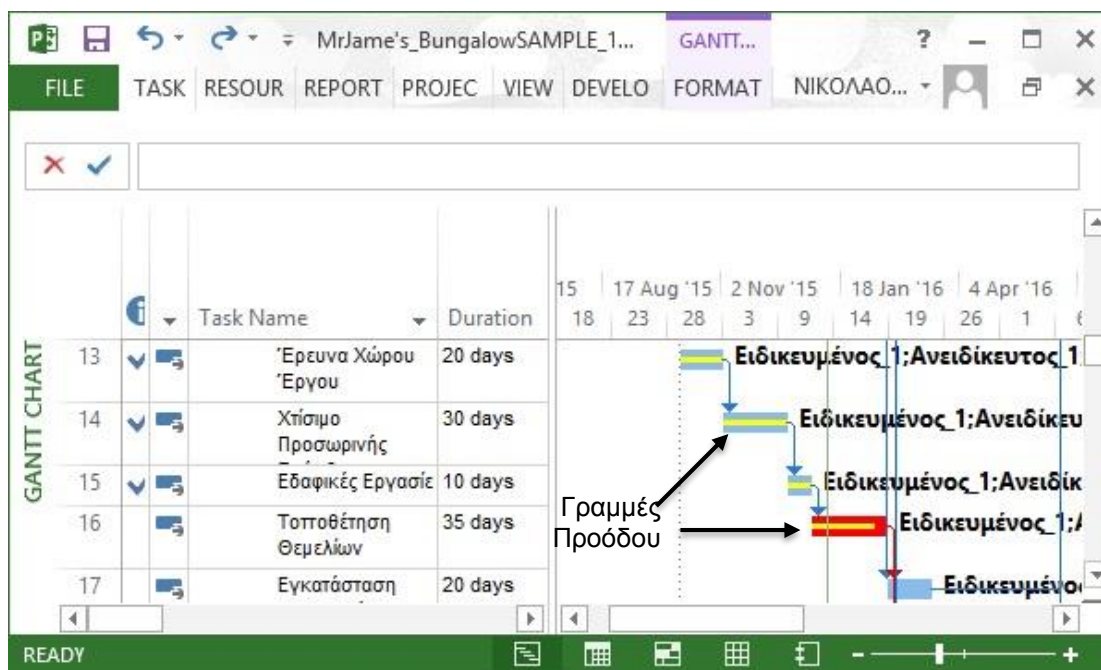 MrJame's_BungalowSAMPLE_1... GANTT... ?
FILE TASK RESOUR REPORT PROJEC VIEW DEVELO FORMAT ΝΙΚΟΛΑΟ...
GANTT CHART
Task Name Duration
15 17 Aug '15 2 Nov '15 18 Jan '16 4 Apr '16
18 23 28 3 9 14 19 26 1
13 Έρευνα Χώρου 20 days Ειδικευμένος_1;Ανειδίκευτος_1
Έργου
14 Χτίσιμο 30 days Ειδικευμένος_1;Ανειδίκευ
Προσωρινής
15 Εδαφικές Εργασίε 10 days Ειδικευμένος_1;Ανειδίκ
16 Τοποθέτηση 35 days Ειδικευμένος_1;Α
Θεμελίων
Γραμμές
Προόδου
17 Εγκατάσταση 20 days Ειδικευμένο
READY